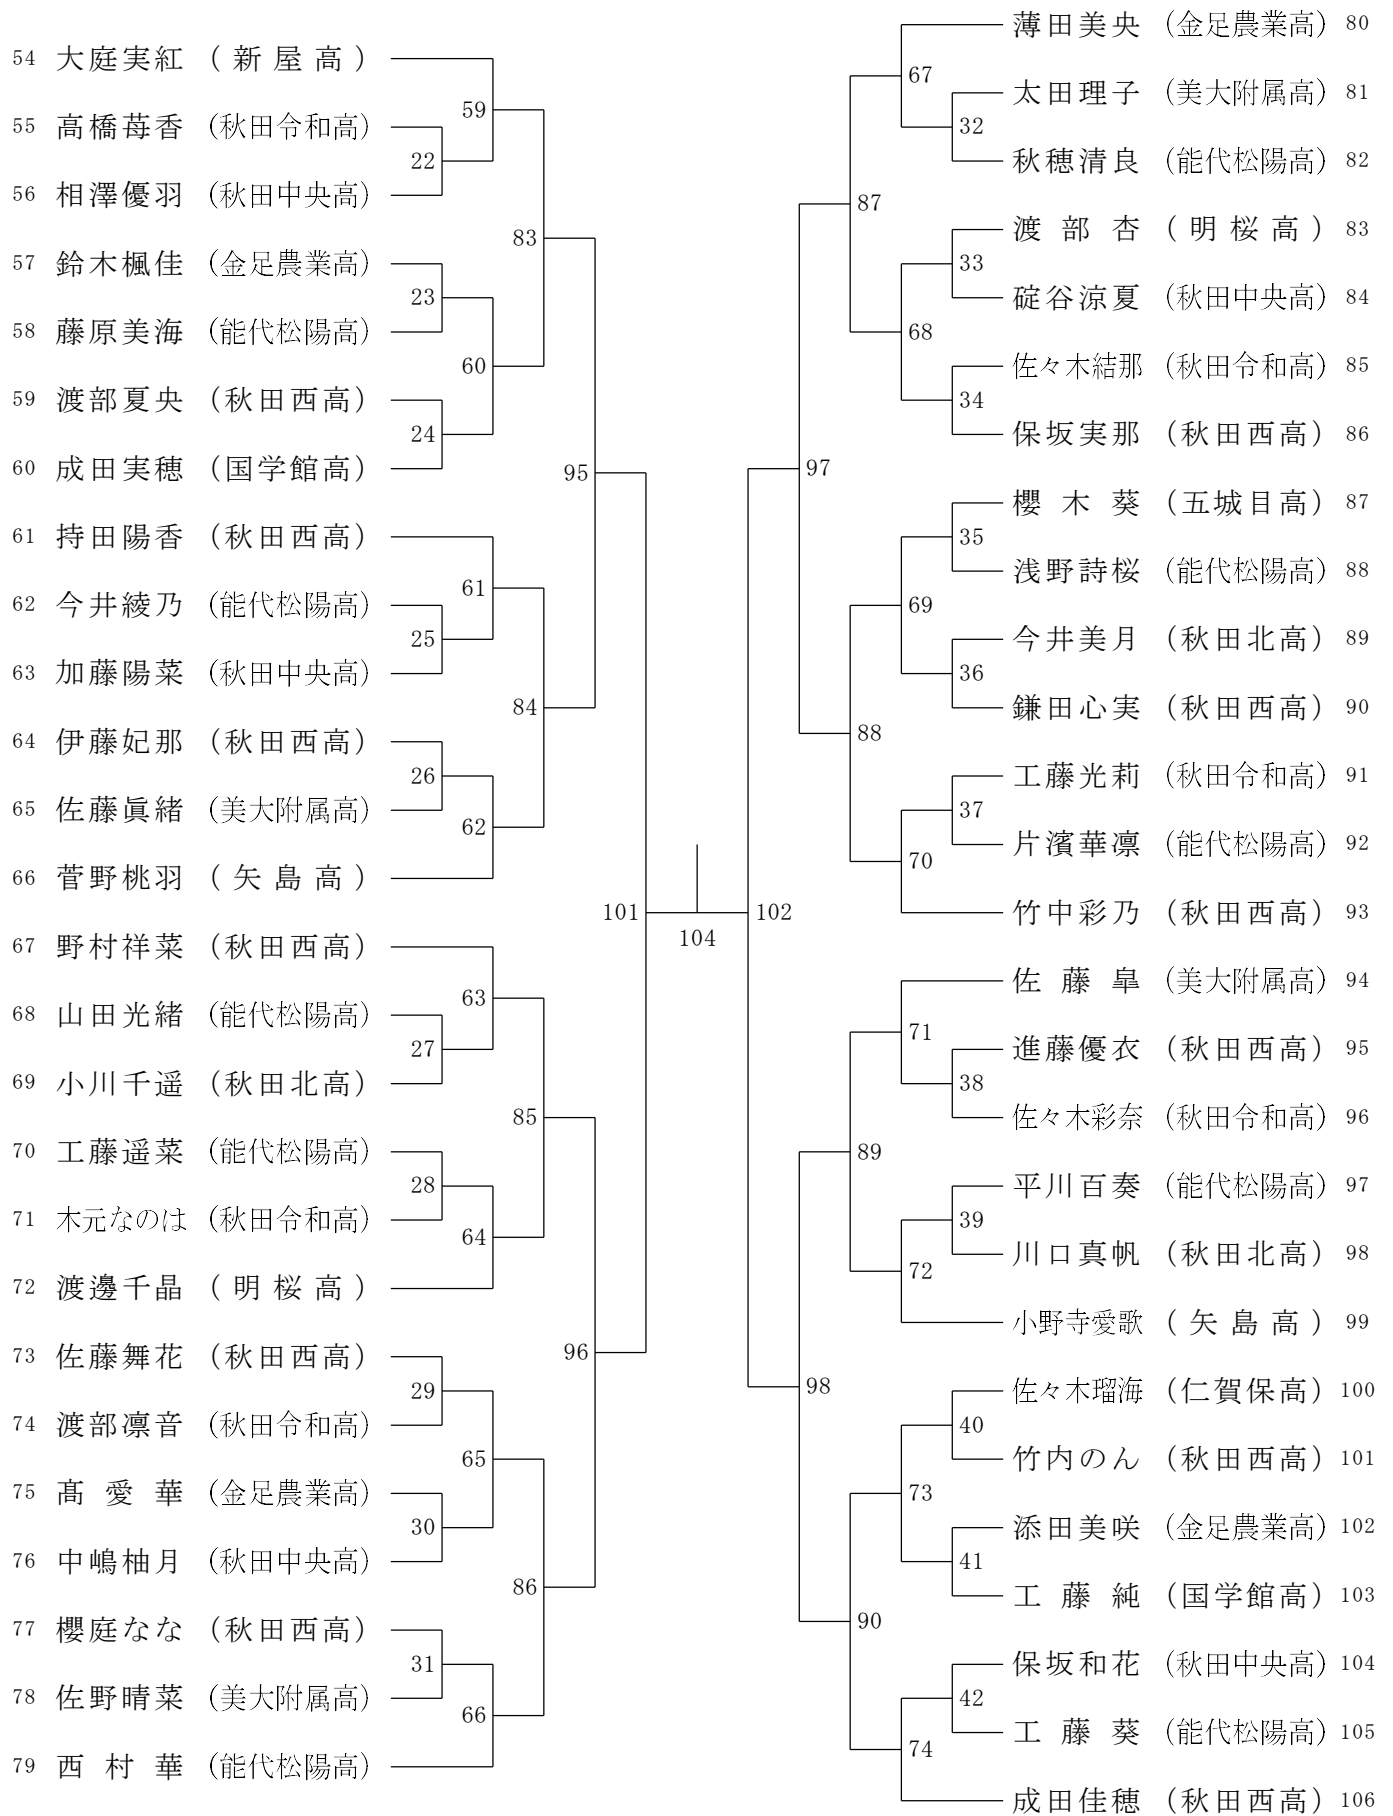 54 大庭実紅 (新屋高)
55 高橋苺香 (秋田令和高)
56 相澤優羽 (秋田中央高)
57 鈴木楓佳 (金足農業高)
58 藤原美海 (能代松陽高)
59 渡部夏央 (秋田西高)
60 成田実穂 (国学館高)
61 持田陽香 (秋田西高)
62 今井綾乃 (能代松陽高)
63 加藤陽菜 (秋田中央高)
64 伊藤妃那 (秋田西高)
65 佐藤眞緒 (美大附属高)
66 菅野桃羽 (矢島高)
67 野村祥菜 (秋田西高)
68 山田光緒 (能代松陽高)
69 小川千遥 (秋田北高)
70 工藤遥菜 (能代松陽高)
71 木元なのは (秋田令和高)
72 渡邊千晶 (明桜高)
73 佐藤舞花 (秋田西高)
74 渡部凛音 (秋田令和高)
75 髙愛華 (金足農業高)
76 中嶋柚月 (秋田中央高)
77 櫻庭なな (秋田西高)
78 佐野晴菜 (美大附属高)
79 西村華 (能代松陽高)
22
23
24
25
26
27
28
29
30
31
59
60
61
62
63
64
65
66
83
84
85
86
95
96
101
104
102
97
98
87
88
89
90
67
68
69
70
71
72
73
74
32
33
34
35
36
37
38
39
40
41
42
薄田美央 (金足農業高) 80
太田理子 (美大附属高) 81
秋穂清良 (能代松陽高) 82
渡部杏 (明桜高) 83
碇谷涼夏 (秋田中央高) 84
佐々木結那 (秋田令和高) 85
保坂実那 (秋田西高) 86
櫻木葵 (五城目高) 87
浅野詩桜 (能代松陽高) 88
今井美月 (秋田北高) 89
鎌田心実 (秋田西高) 90
工藤光莉 (秋田令和高) 91
片濱華凛 (能代松陽高) 92
竹中彩乃 (秋田西高) 93
佐藤皐 (美大附属高) 94
進藤優衣 (秋田西高) 95
佐々木彩奈 (秋田令和高) 96
平川百奏 (能代松陽高) 97
川口真帆 (秋田北高) 98
小野寺愛歌 (矢島高) 99
佐々木瑠海 (仁賀保高) 100
竹内のん (秋田西高) 101
添田美咲 (金足農業高) 102
工藤純 (国学館高) 103
保坂和花 (秋田中央高) 104
工藤葵 (能代松陽高) 105
成田佳穂 (秋田西高) 106